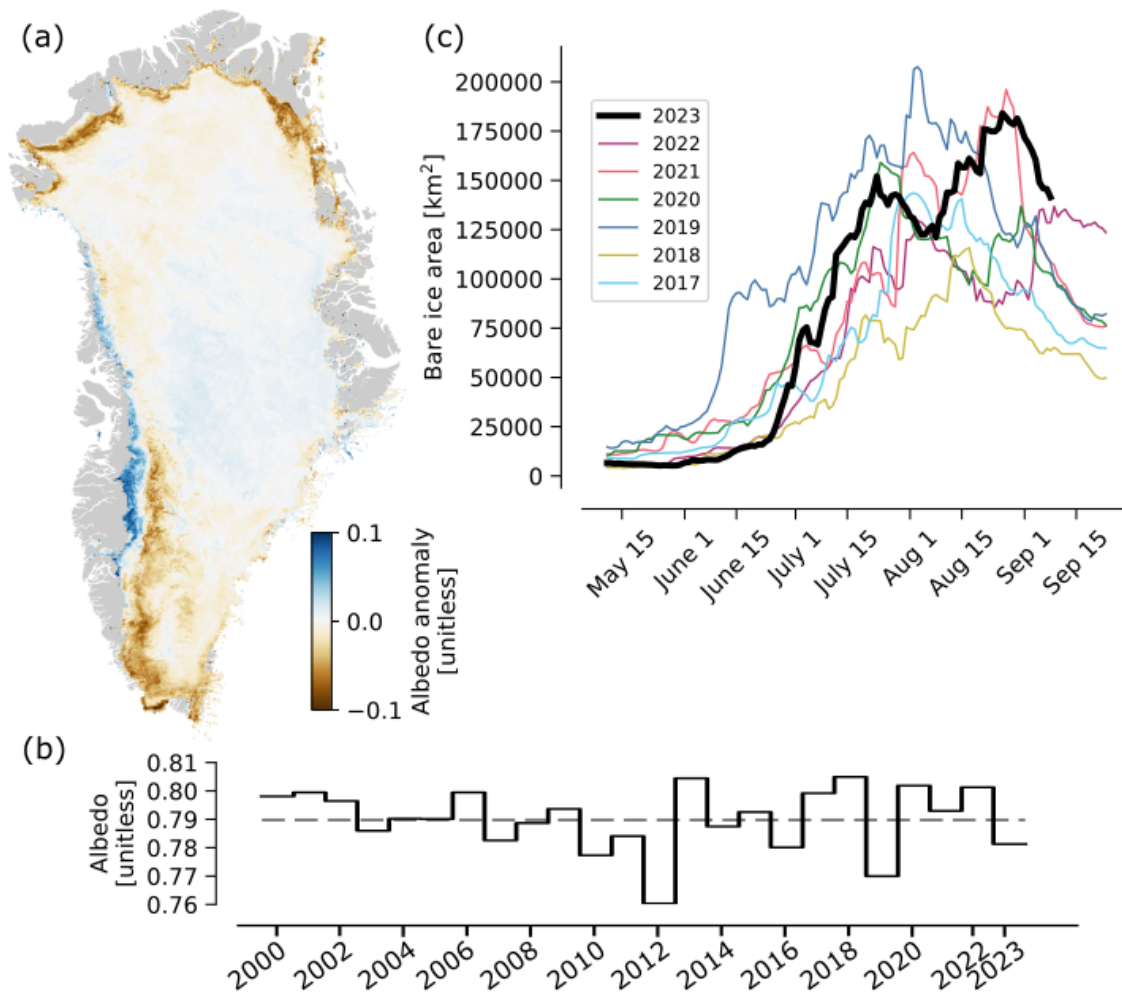 (a)
(c)
200000
175000
150000
125000
100000
75000
50000
25000
0
Bare ice area [km²]
2023
2022
2021
2020
2019
2018
2017
May 15
June 1
June 15
July 1
July 15
Aug 1
Aug 15
Sep 1
Sep 15
0.1
0.0
−0.1
Albedo anomaly
[unitless]
(b)
0.81
0.80
0.79
0.78
0.77
0.76
Albedo
[unitless]
2000
2002
2004
2006
2008
2010
2012
2014
2016
2018
2020
2022
2023